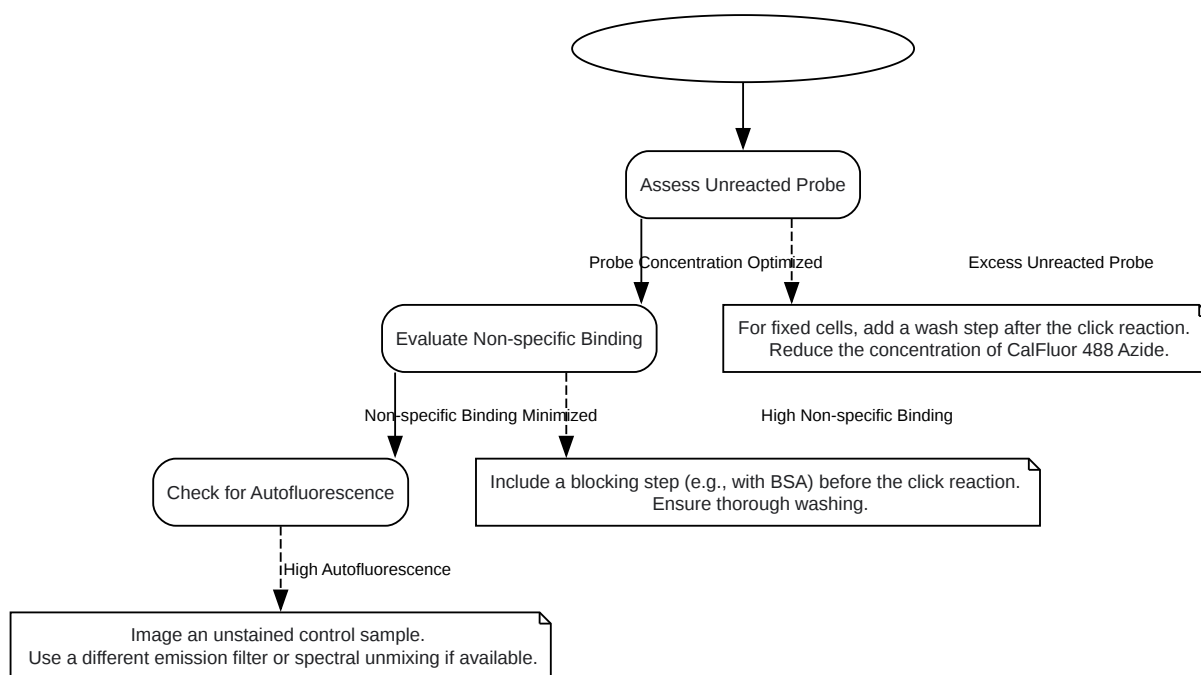 Assess Unreacted Probe
Probe Concentration Optimized
Excess Unreacted Probe
Evaluate Non-specific Binding
For fixed cells, add a wash step after the click reaction.
Reduce the concentration of CalFluor 488 Azide.
Non-specific Binding Minimized
High Non-specific Binding
Check for Autofluorescence
Include a blocking step (e.g., with BSA) before the click reaction.
Ensure thorough washing.
High Autofluorescence
Image an unstained control sample.
Use a different emission filter or spectral unmixing if available.